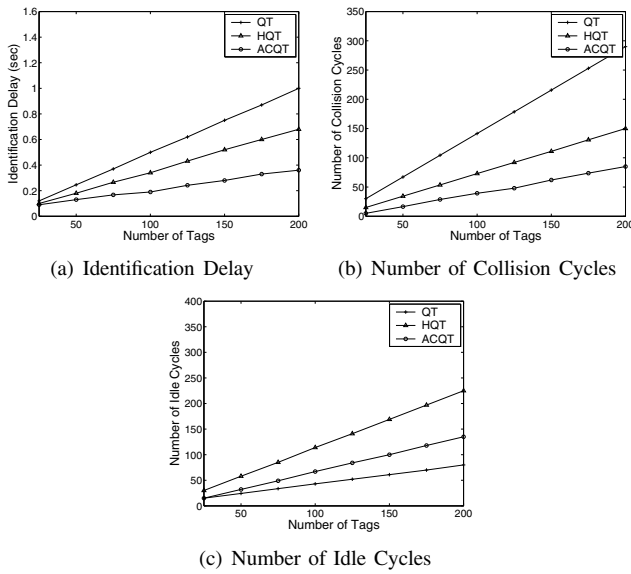 1.6
1.4
1.2
1
0.8
0.6
0.4
0.2
0
Identification Delay (sec)
QT
HQT
ACQT
50
100
150
200
Number of Tags
(a) Identification Delay
350
300
250
200
150
100
50
0
Number of Collision Cycles
QT
HQT
ACQT
50
100
150
200
Number of Tags
(b) Number of Collision Cycles
400
350
300
250
200
150
100
50
0
Number of Idle Cycles
QT
HQT
ACQT
50
100
150
200
Number of Tags
(c) Number of Idle Cycles